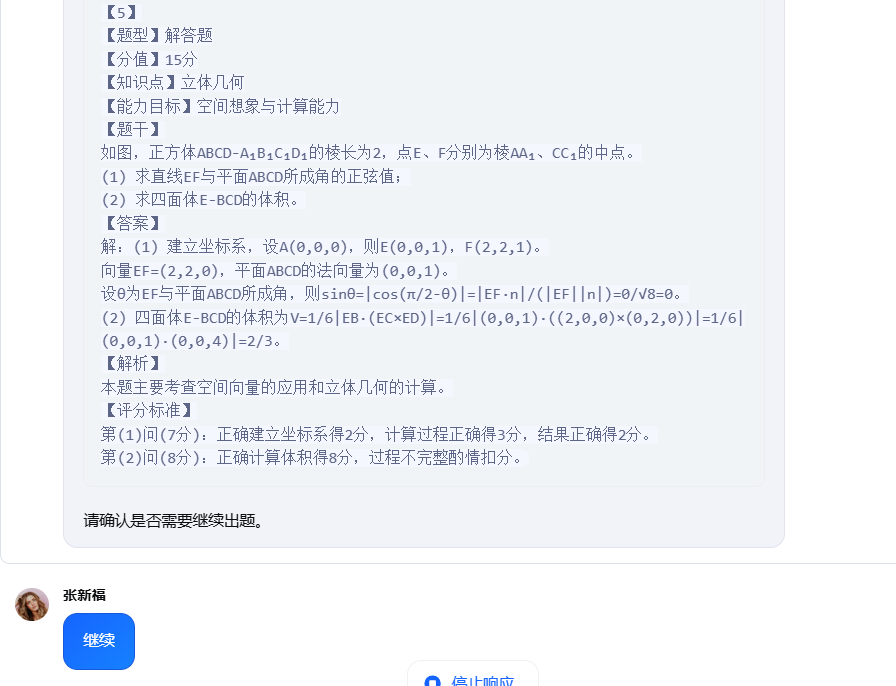 【5】
【题型】解答题
【分值】15分
【知识点】立体几何
【能力目标】空间想象与计算能力
【题干】
如图，正方体ABCD-A₁B₁C₁D₁的棱长为2，点E、F分别为棱AA₁、CC₁的中点。
(1) 求直线EF与平面ABCD所成角的正弦值；
(2) 求四面体E-BCD的体积。
【答案】
解：(1) 建立坐标系，设A(0,0,0)，则E(0,0,1)，F(2,2,1)。
向量EF=(2,2,0)，平面ABCD的法向量为(0,0,1)。
设θ为EF与平面ABCD所成角，则sinθ=|cos(π/2-θ)|=|EF·n|/(|EF||n|)=0/√8=0。
(2) 四面体E-BCD的体积为V=1/6|EB·(EC×ED)|=1/6|(0,0,1)·((2,0,0)×(0,2,0))|=1/6|
(0,0,1)·(0,0,4)|=2/3。
【解析】
本题主要考查空间向量的应用和立体几何的计算。
【评分标准】
第(1)问(7分)：正确建立坐标系得2分，计算过程正确得3分，结果正确得2分。
第(2)问(8分)：正确计算体积得8分，过程不完整酌情扣分。
请确认是否需要继续出题。
张新福
继续
停止响应